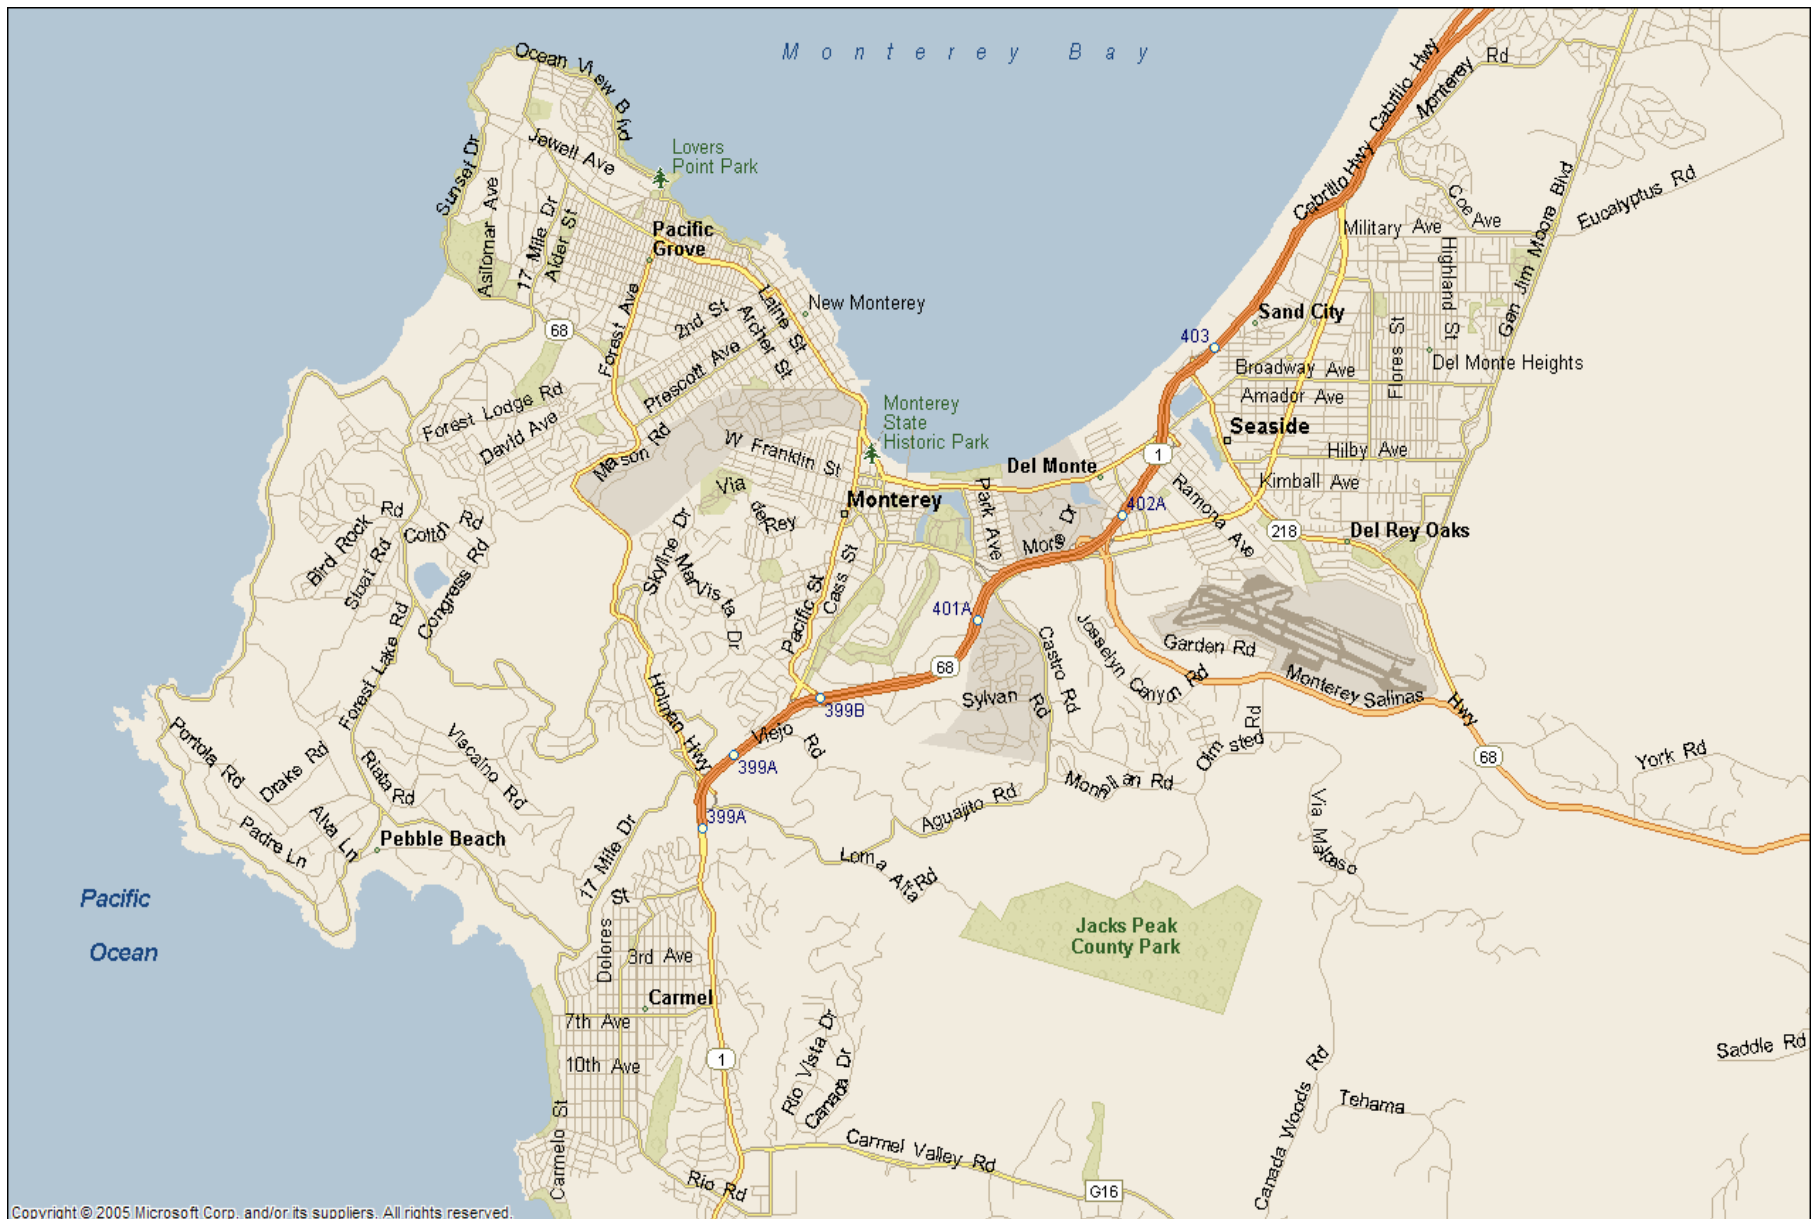 Monterey Bay
Ocean View Blvd
Cabrillo Hwy
Monterey Rd
Jewell Ave
Lovers
Point Park
Sunset Dr
Asilomar Ave
17 Mile Dr
Alder St
Cabrillo Hwy
Cabrillo Hwy
Coe Ave
Gen Jim Moore Blvd
Eucalyptus Rd
Military Ave
Highland St
Pacific
Grove
Forest Ave
2nd St
Laine St
Archer St
New Monterey
Sand City
68
403
Prescott Ave
Broadway Ave
Flores St
Del Monte Heights
Amador Ave
Forest Lodge Rd
David Ave
Monterey
State
Historic Park
Seaside
W Franklin St
Hilby Ave
1
Del Monte
Kimball Ave
Via
del Rey
Monterey
Park Ave
402A
Ramona Ave
218
Del Rey Oaks
Bird Rock Rd
Sloat Rd
Congress Rd
Skyline Dr
Mar Vista Dr
Pacific St
Cass St
401A
Forest Lake Rd
Castro Rd
Josselyn Canyon Rd
Garden Rd
Monterey Salinas Hwy
68
Sylvan Rd
Holman Hwy
399B
Viejo Rd
399A
Olmsted Rd
68
York Rd
Portola Rd
Drake Rd
Riata Rd
Viscaino Rd
Alva Ln
Padre Ln
Pebble Beach
17 Mile Dr
399A
Aguajito Rd
Loma Alta Rd
Pacific
Ocean
Jacks Peak
County Park
Dolores St
3rd Ave
Carmel
7th Ave
10th Ave
1
Rio Vista Dr
Canada Dr
Saddle Rd
Canada Woods Rd
Tehama
Carmelo St
Carmel Valley Rd
Rio Rd
G16
Copyright © 2005 Microsoft Corp. and/or its suppliers. All rights reserved.